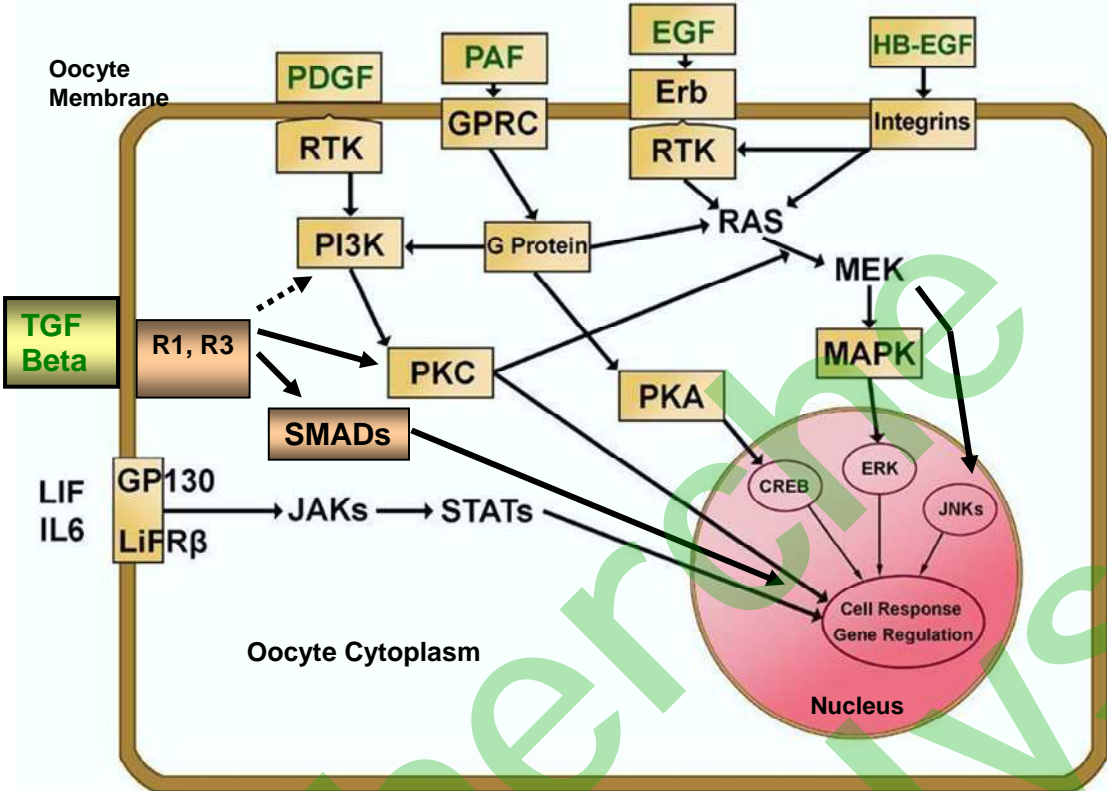 Oocyte
Membrane
PDGF
PAF
EGF
HB-EGF
RTK
GPRC
Erb
RTK
Integrins
PI3K
G Protein
RAS
MEK
TGF
Beta
R1, R3
PKC
PKA
MAPK
SMADs
CREB
ERK
JNKs
LIF
IL6
GP130
LiFRβ
JAKs
STATs
Cell Response
Gene Regulation
Oocyte Cytoplasm
Nucleus